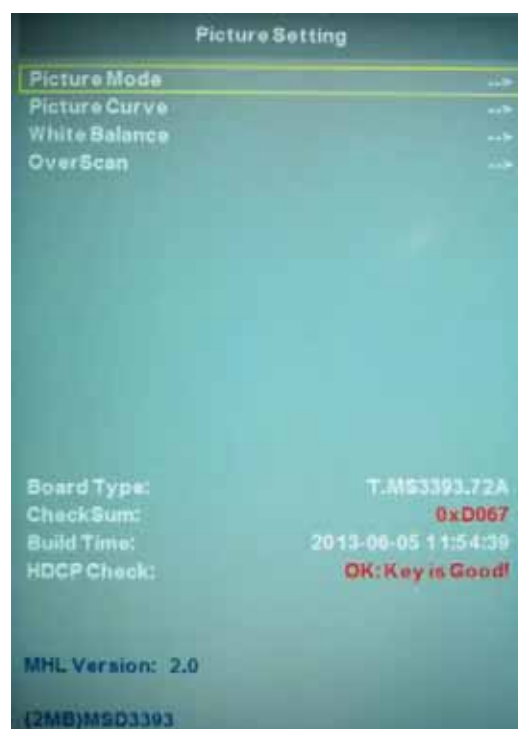 Picture Setting
Picture Mode -->
Picture Curve -->
White Balance -->
OverScan -->
Board Type: T.MS3393.72A
CheckSum: 0xD067
Build Time: 2013-06-05 11:54:39
HDCP Check: OK: Key is Good!
MHL Version: 2.0
(2MB)MSD3393